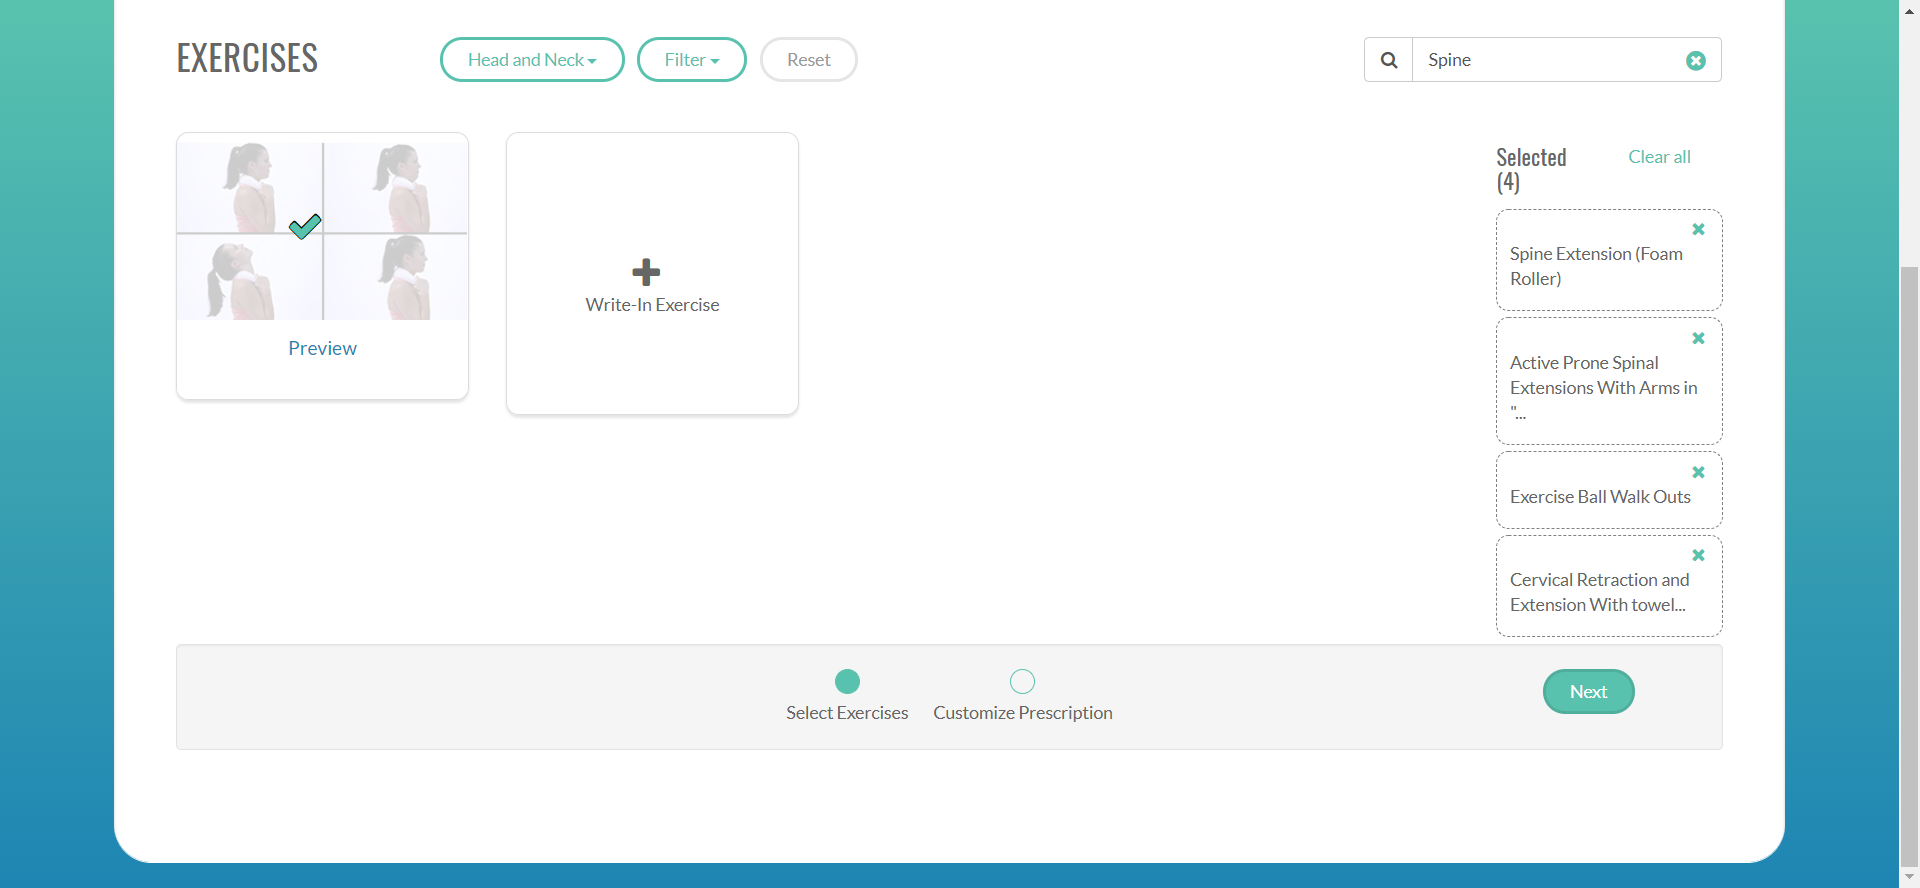 EXERCISES
Head and Neck
Filter
Reset
Spine
Preview
Write-In Exercise
Selected
(4)
Clear all
Spine Extension (Foam
Roller)
Active Prone Spinal
Extensions With Arms in
"...
Exercise Ball Walk Outs
Cervical Retraction and
Extension With towel...
Select Exercises
Customize Prescription
Next